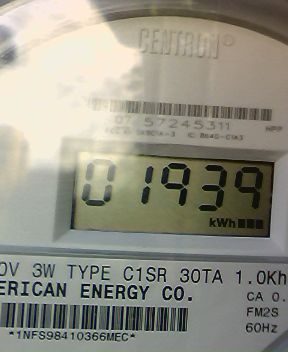 CENTRON®
07 57245311
01939
kWh
0V 3W TYPE C1SR 30TA 1.0Kh
ERICAN ENERGY CO.
CA 0.
FM2S
60Hz
*1NFS98410366MEC*